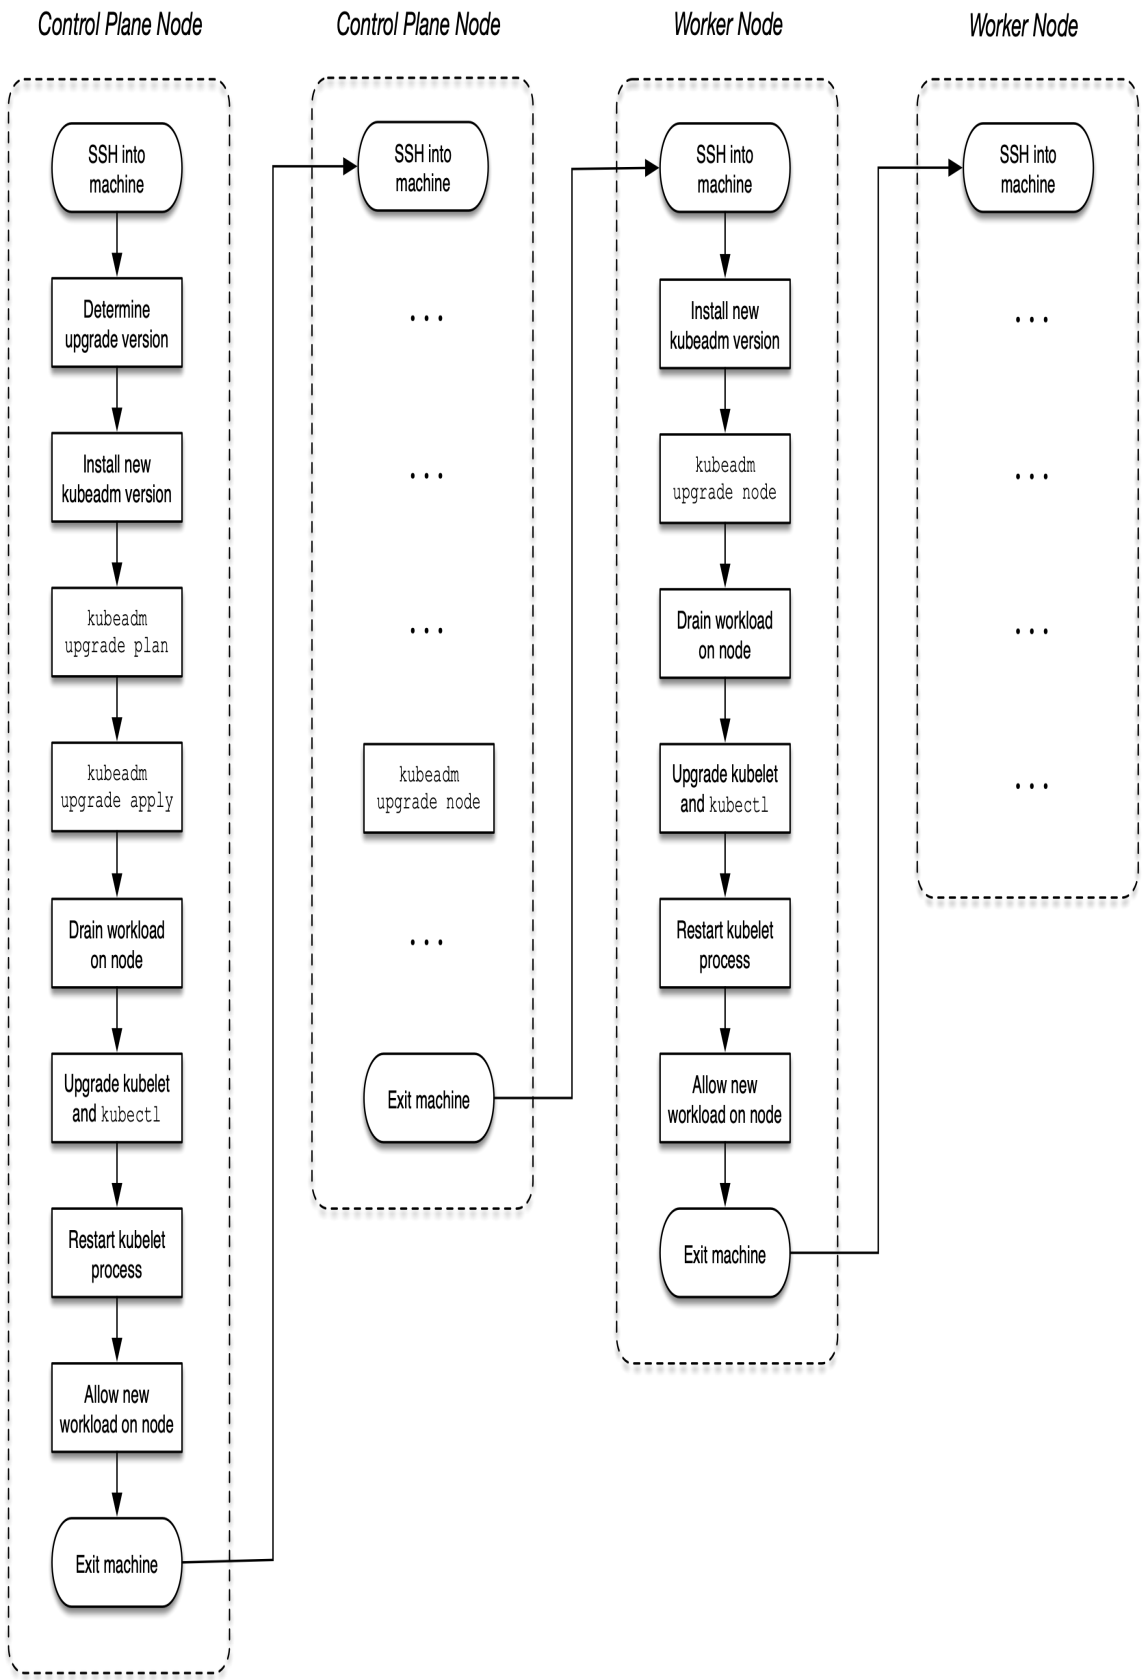 Control Plane Node
SSH into
machine
Determine
upgrade version
Install new
kubeadm version
kubeadm
upgrade plan
kubeadm
upgrade apply
Drain workload
on node
Upgrade kubelet
and kubectl
Restart kubelet
process
Allow new
workload on node
Exit machine
Control Plane Node
SSH into
machine
...
...
...
kubeadm
upgrade node
...
Exit machine
Worker Node
SSH into
machine
Install new
kubeadm version
kubeadm
upgrade node
Drain workload
on node
Upgrade kubelet
and kubectl
Restart kubelet
process
Allow new
workload on node
Exit machine
Worker Node
SSH into
machine
...
...
...
...